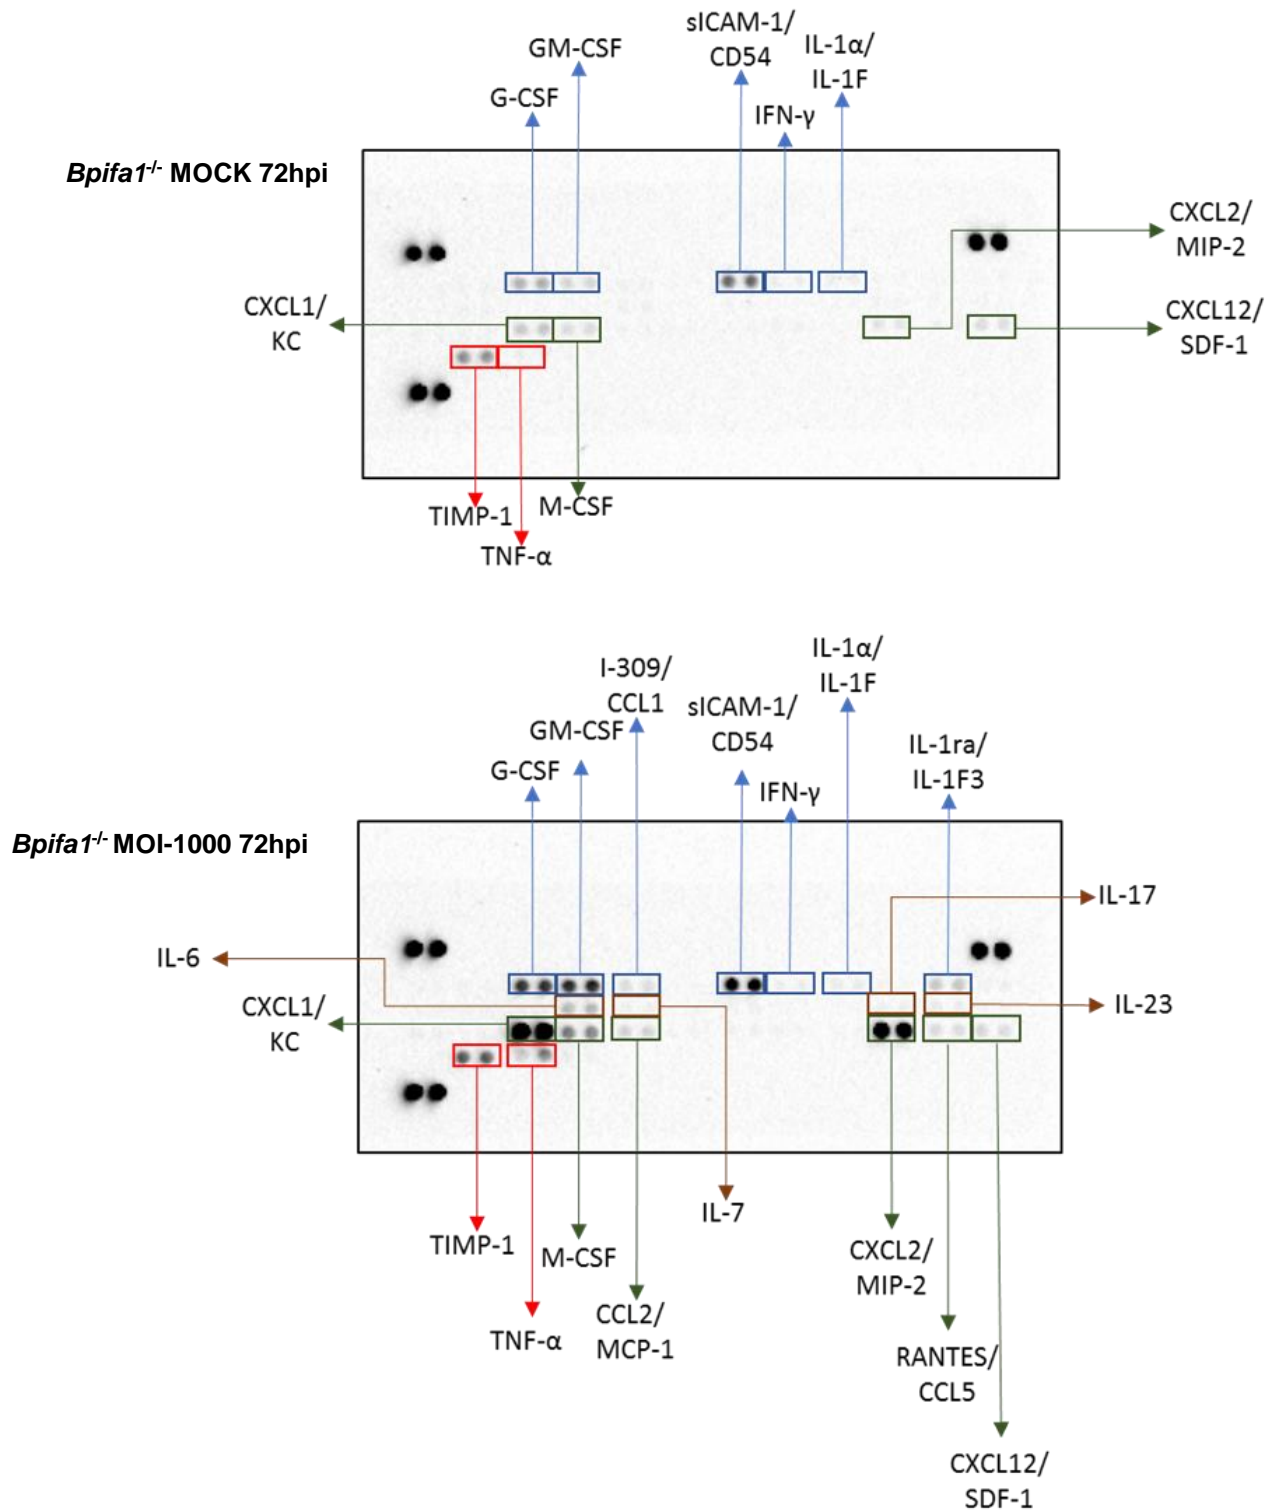 sICAM-1/
CD54
GM-CSF
IL-1α/
IL-1F
G-CSF
IFN-γ
Bpifa1-/- MOCK 72hpi
CXCL2/
MIP-2
CXCL1/
KC
CXCL12/
SDF-1
TIMP-1
M-CSF
TNF-α
IL-1α/
IL-1F
I-309/
CCL1
sICAM-1/
CD54
GM-CSF
IL-1ra/
IL-1F3
G-CSF
IFN-γ
Bpifa1-/- MOI-1000 72hpi
IL-17
IL-6
CXCL1/
KC
IL-23
IL-7
TIMP-1
M-CSF
CXCL2/
MIP-2
CCL2/
MCP-1
TNF-α
RANTES/
CCL5
CXCL12/
SDF-1